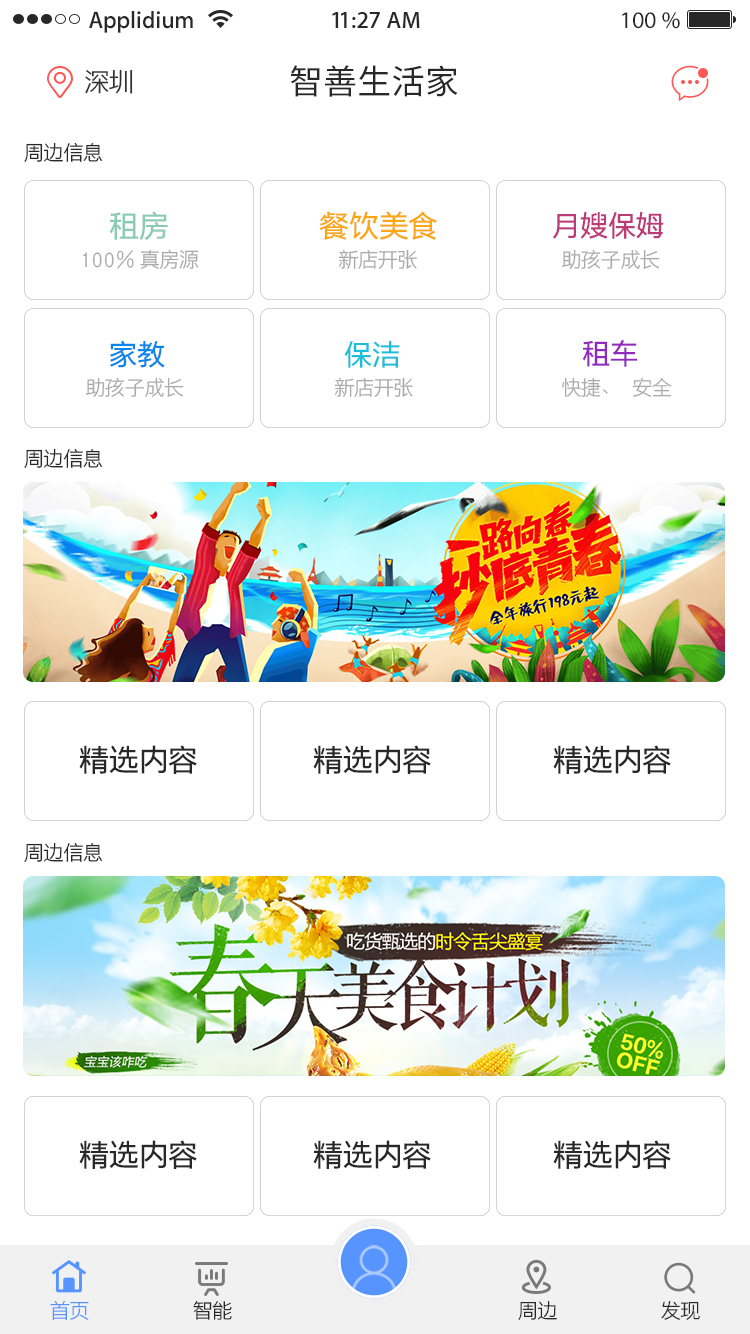 Applidium 11:27 AM 100 %
深圳 智善生活家
周边信息
租房 餐饮美食 月嫂保姆
100% 真房源 新店开张 助孩子成长
家教 保洁 租车
助孩子成长 新店开张 快捷、 安全
周边信息
一路向春
抄底青春
全年旅行198元起
精选内容 精选内容 精选内容
周边信息
吃货甄选的时令舌尖盛宴
春天美食计划
宝宝该咋吃
50%
OFF
精选内容 精选内容 精选内容
首页 智能 周边 发现